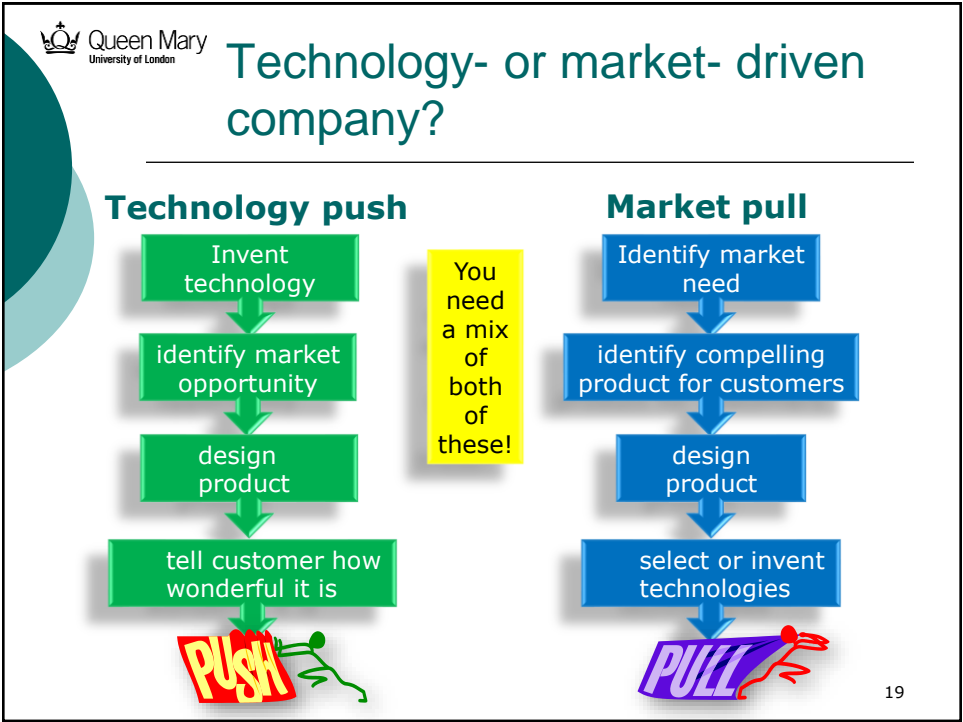 Queen Mary
University of London
Technology- or market- driven
company?
Technology push
Invent
technology
identify market
opportunity
design
product
tell customer how
wonderful it is
PUSH
You
need
a mix
of
both
of
these!
Market pull
Identify market
need
identify compelling
product for customers
design
product
select or invent
technologies
PULL
19